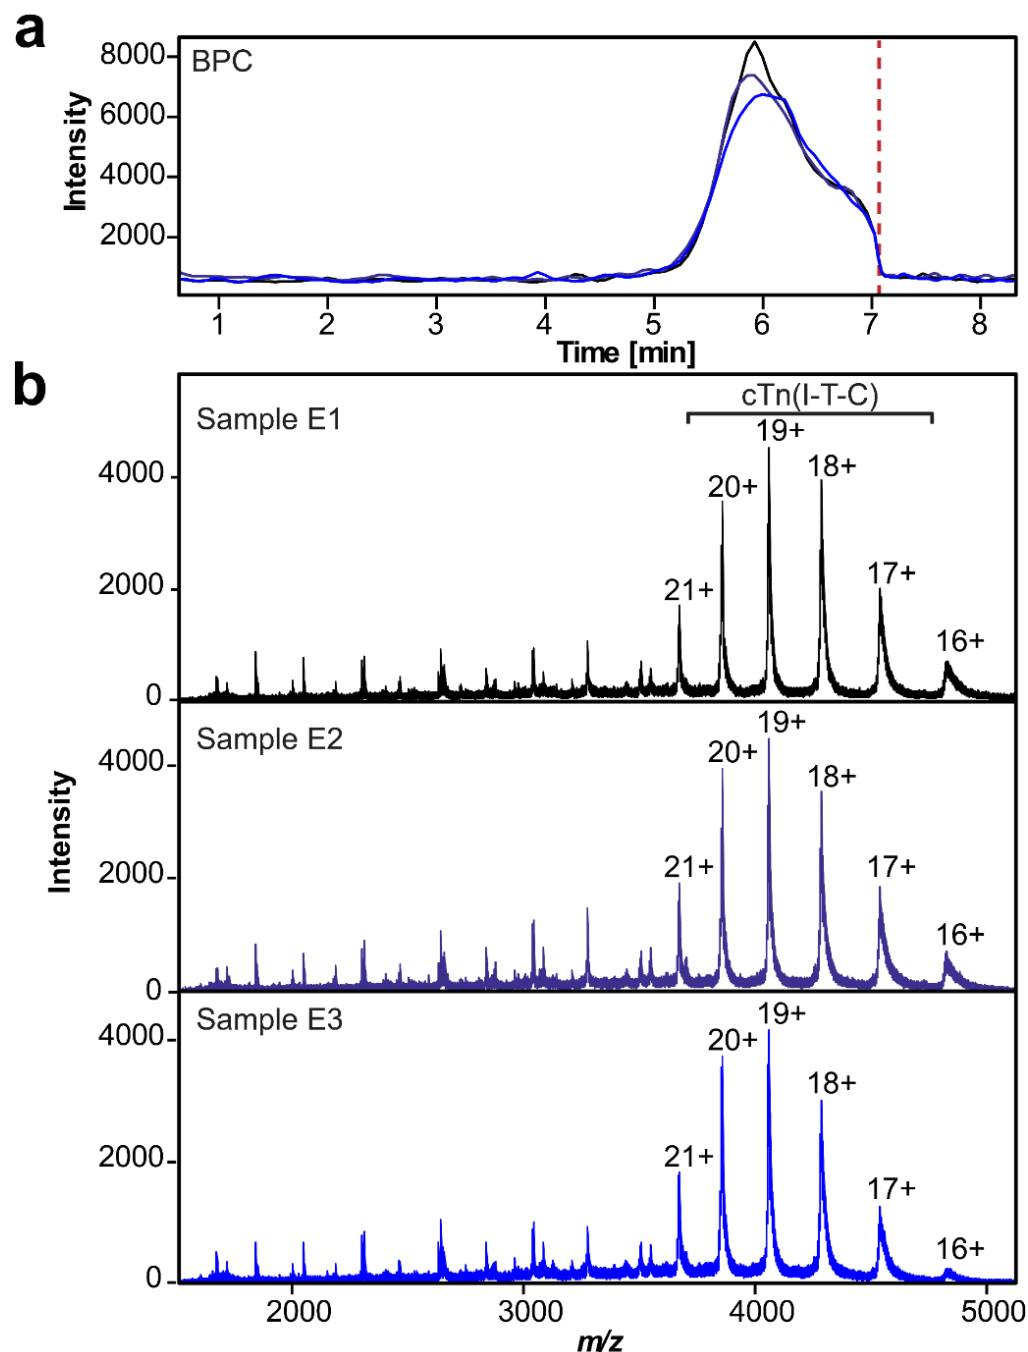 a
BPC
8000
6000
4000
2000
Intensity
1 2 3 4 5 6 7 8
Time [min]
b
cTn(I-T-C)
Sample E1
21+ 20+ 19+ 18+ 17+ 16+
4000
2000
0
Sample E2
21+ 20+ 19+ 18+ 17+ 16+
4000
2000
0
Intensity
Sample E3
21+ 20+ 19+ 18+ 17+ 16+
4000
2000
0
2000 3000 4000 5000
m/z